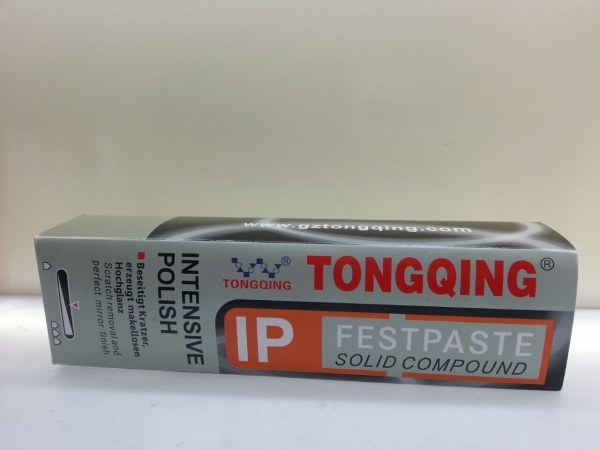 www.gztongqing.com
®
TONGQING
TONGQING®
IP
FESTPASTE
SOLID COMPOUND
INTENSIVE
POLISH
Beseitigt Kratzer,
erzeugt makellosen
Hochglanz
Scratch removal and
perfect mirror finish